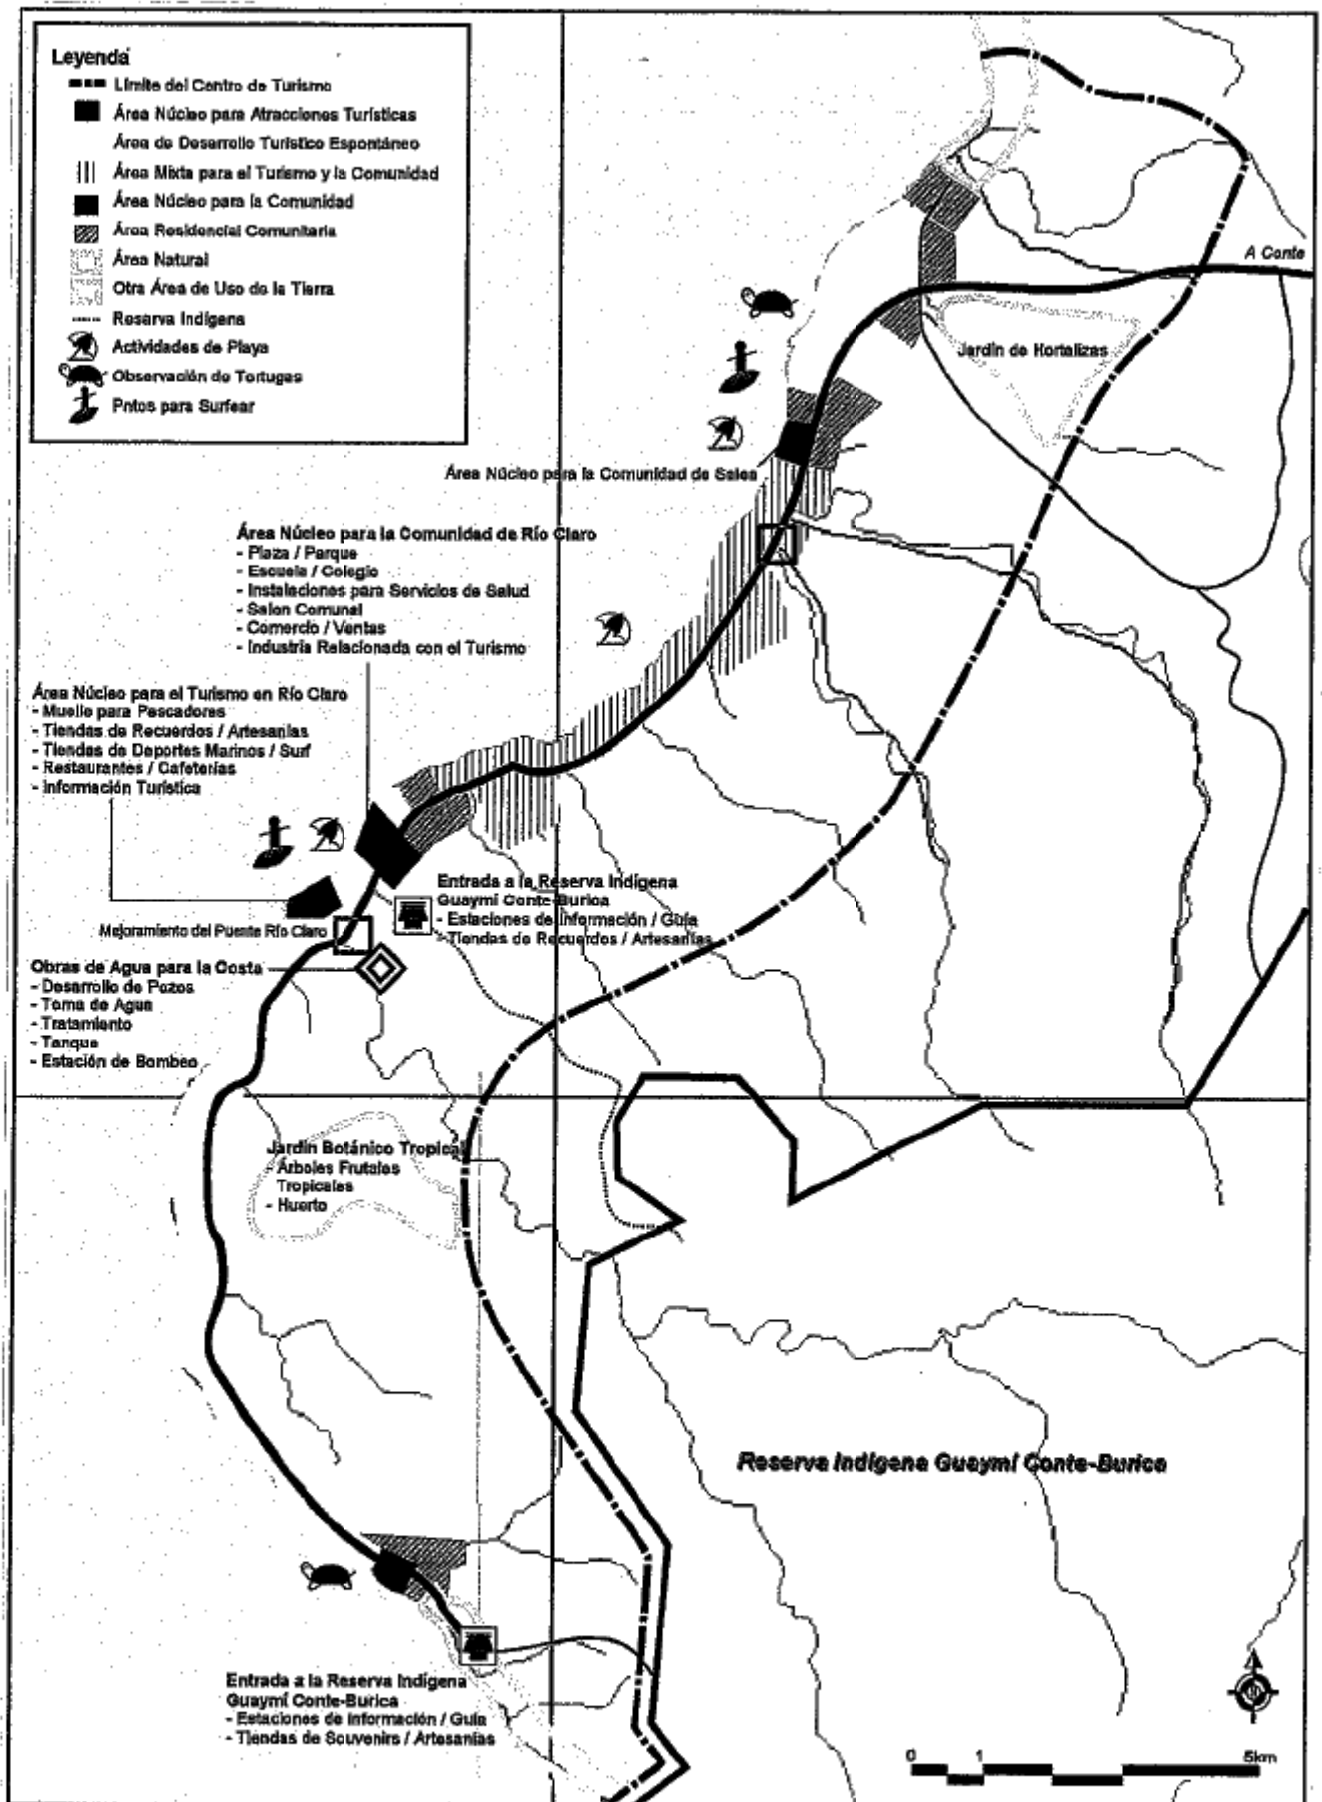 Leyenda
Límite del Centro de Turismo
Área Núcleo para Atracciones Turísticas
Área de Desarrollo Turístico Espontáneo
Área Mixta para el Turismo y la Comunidad
Área Núcleo para la Comunidad
Área Residencial Comunitaria
Área Natural
Otra Área de Uso de la Tierra
Reserva Indígena
Actividades de Playa
Observación de Tortugas
Pntos para Surfear
A Conte
Jardín de Hortalizas
Área Núcleo para la Comunidad de Salea
Área Núcleo para la Comunidad de Río Claro
- Plaza / Parque
- Escuela / Colegio
- Instalaciones para Servicios de Salud
- Salon Comunal
- Comercio / Ventas
- Industria Relacionada con el Turismo
Área Núcleo para el Turismo en Río Claro
- Muelle para Pescadores
- Tiendas de Recuerdos / Artesanías
- Tiendas de Deportes Marinos / Surf
- Restaurantes / Cafeterías
- Información Turística
Entrada a la Reserva Indígena
Guaymí Conte-Burica
- Estaciones de Información / Guía
- Tiendas de Recuerdos / Artesanías
Mejoramiento del Puente Río Claro
Obras de Agua para la Costa
- Desarrollo de Pozos
- Toma de Agua
- Tratamiento
- Tanque
- Estación de Bombeo
Jardín Botánico Tropical
- Árboles Frutales
Tropicales
- Huerto
Reserva Indígena Guaymí Conte-Burica
Entrada a la Reserva Indígena
Guaymí Conte-Burica
- Estaciones de Información / Guía
- Tiendas de Souvenirs / Artesanías
0 1 5km